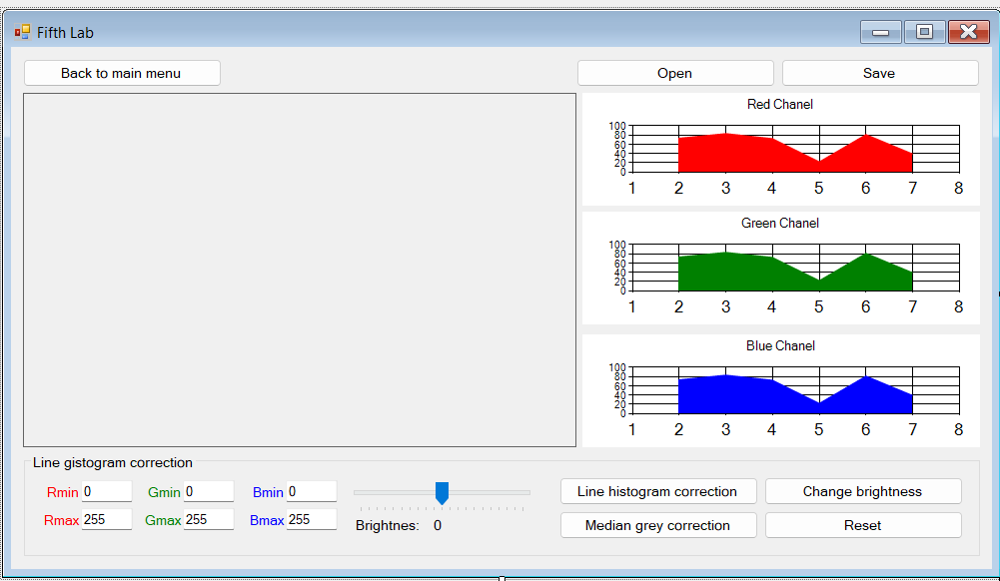 Fifth Lab
Back to main menu
Open
Save
Red Chanel
100
80
60
40
20
0
1 2 3 4 5 6 7 8
Green Chanel
100
80
60
40
20
0
1 2 3 4 5 6 7 8
Blue Chanel
100
80
60
40
20
0
1 2 3 4 5 6 7 8
Line gistogram correction
Rmin 0 Gmin 0 Bmin 0
Rmax 255 Gmax 255 Bmax 255
Brightnes: 0
Line histogram correction
Change brightness
Median grey correction
Reset